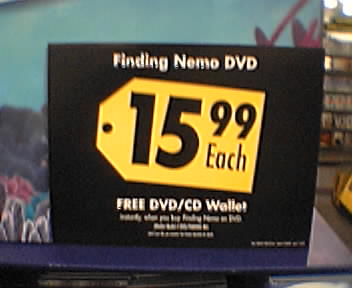 Finding Nemo DVD
15 99
Each
FREE DVD/CD Wallet
Instantly, when you buy Finding Nemo on DVD.